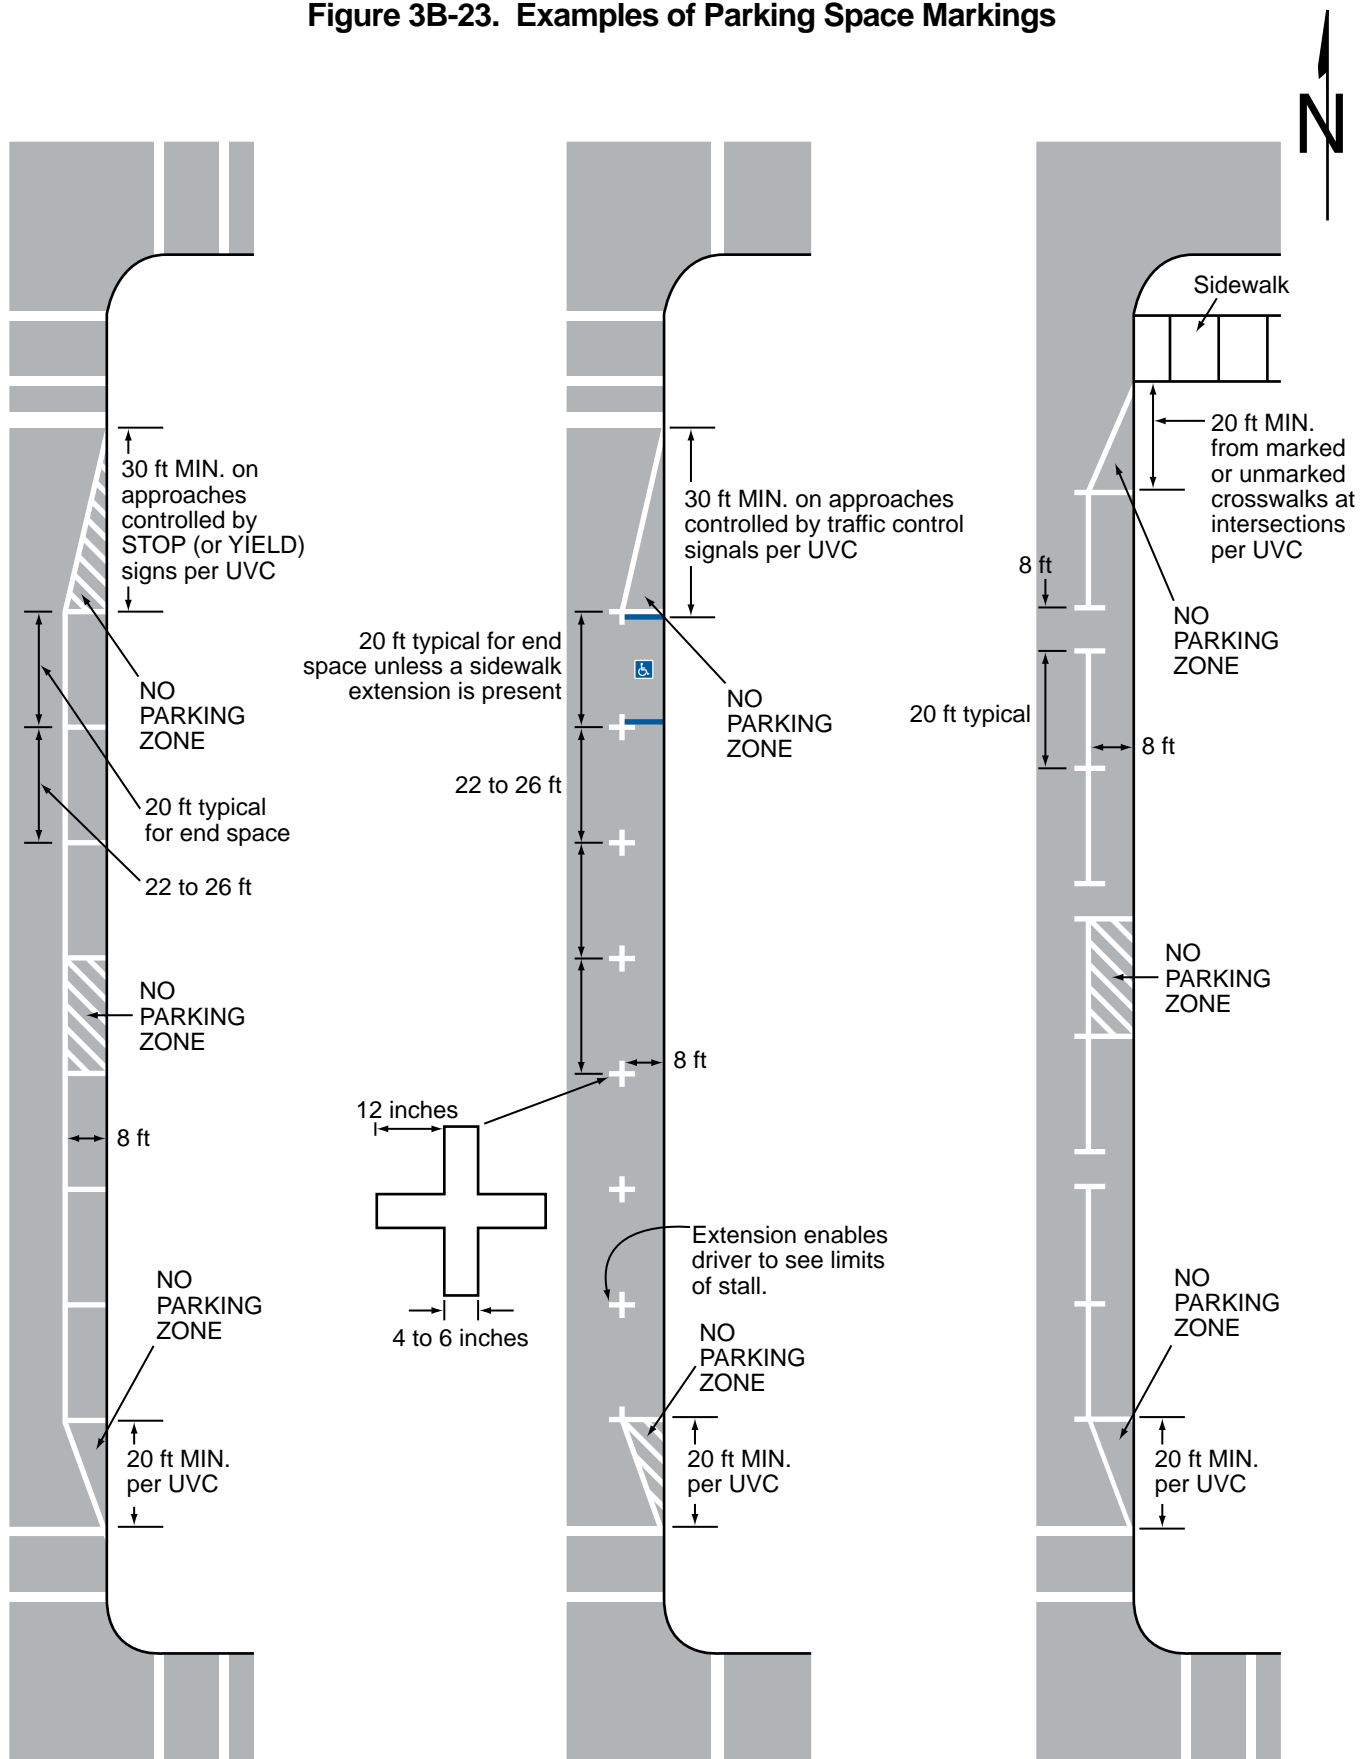 Figure 3B-23. Examples of Parking Space Markings
N
30 ft MIN. on
approaches
controlled by
STOP (or YIELD)
signs per UVC
NO
PARKING
ZONE
20 ft typical
for end space
22 to 26 ft
NO
PARKING
ZONE
8 ft
NO
PARKING
ZONE
20 ft MIN.
per UVC
30 ft MIN. on approaches
controlled by traffic control
signals per UVC
20 ft typical for end
space unless a sidewalk
extension is present
NO
PARKING
ZONE
22 to 26 ft
8 ft
12 inches
4 to 6 inches
Extension enables
driver to see limits
of stall.
NO
PARKING
ZONE
20 ft MIN.
per UVC
Sidewalk
20 ft MIN.
from marked
or unmarked
crosswalks at
intersections
per UVC
8 ft
NO
PARKING
ZONE
20 ft typical
8 ft
NO
PARKING
ZONE
NO
PARKING
ZONE
20 ft MIN.
per UVC